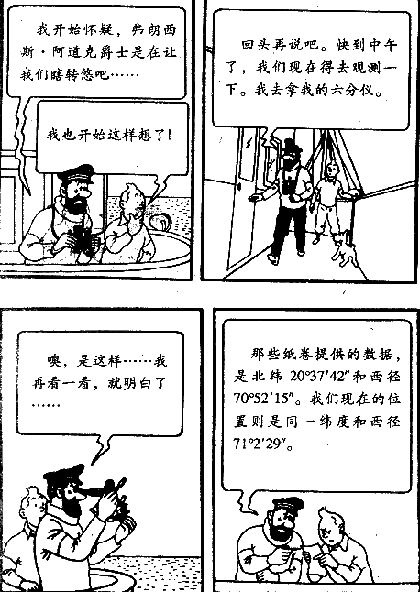 我开始怀疑，弗朗西
斯·阿道克爵士是在让
我们瞎转悠吧……
我也开始这样想了！
回头再说吧。快到中午
了，我们现在得去观测一
下。我去拿我的六分仪。
噢，是这样……我
再看一看，就明白了
……
那些纸卷提供的数据，
是北纬 20°37′42″和西径
70°52′15″。我们现在的位
置则是同一纬度和西径
71°2′29″。